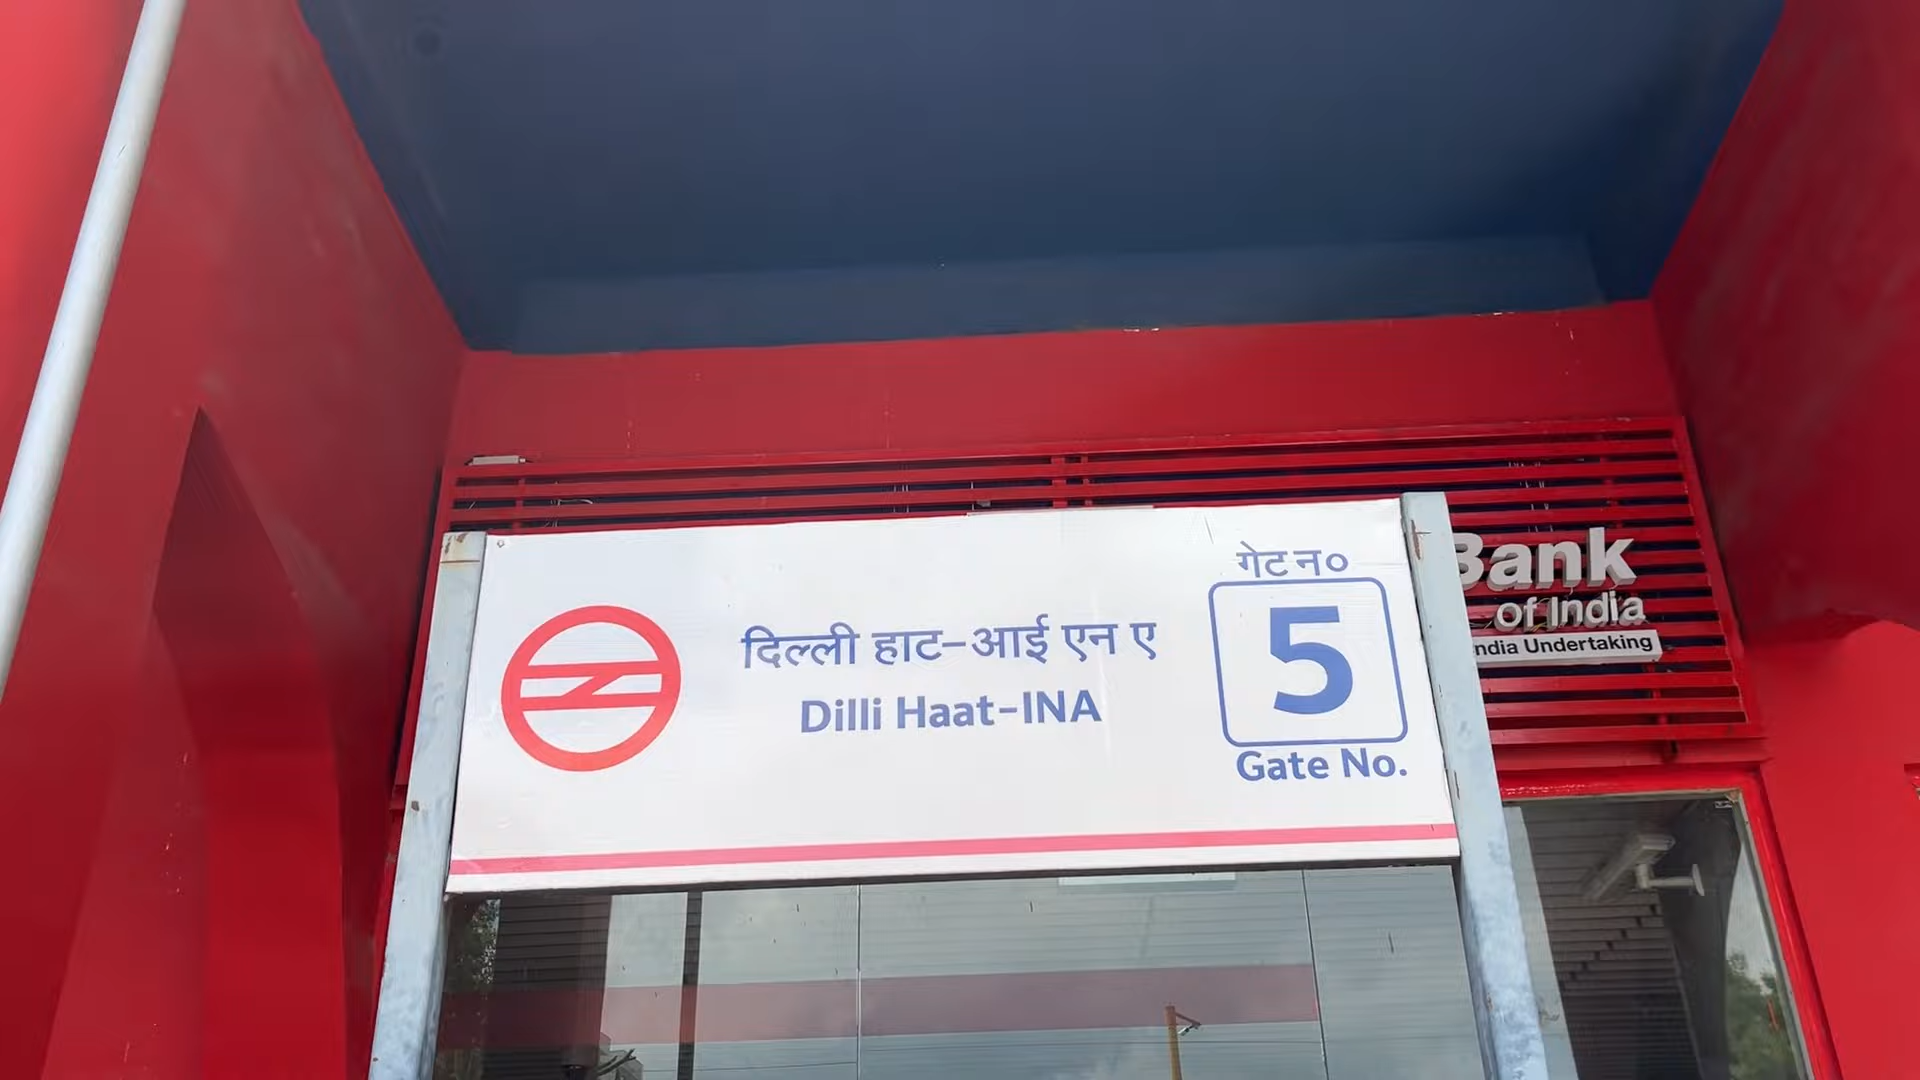 दिल्ली हाट-आई एन ए
Dilli Haat-INA
गेट न०
5
Gate No.
Bank
of India
India Undertaking